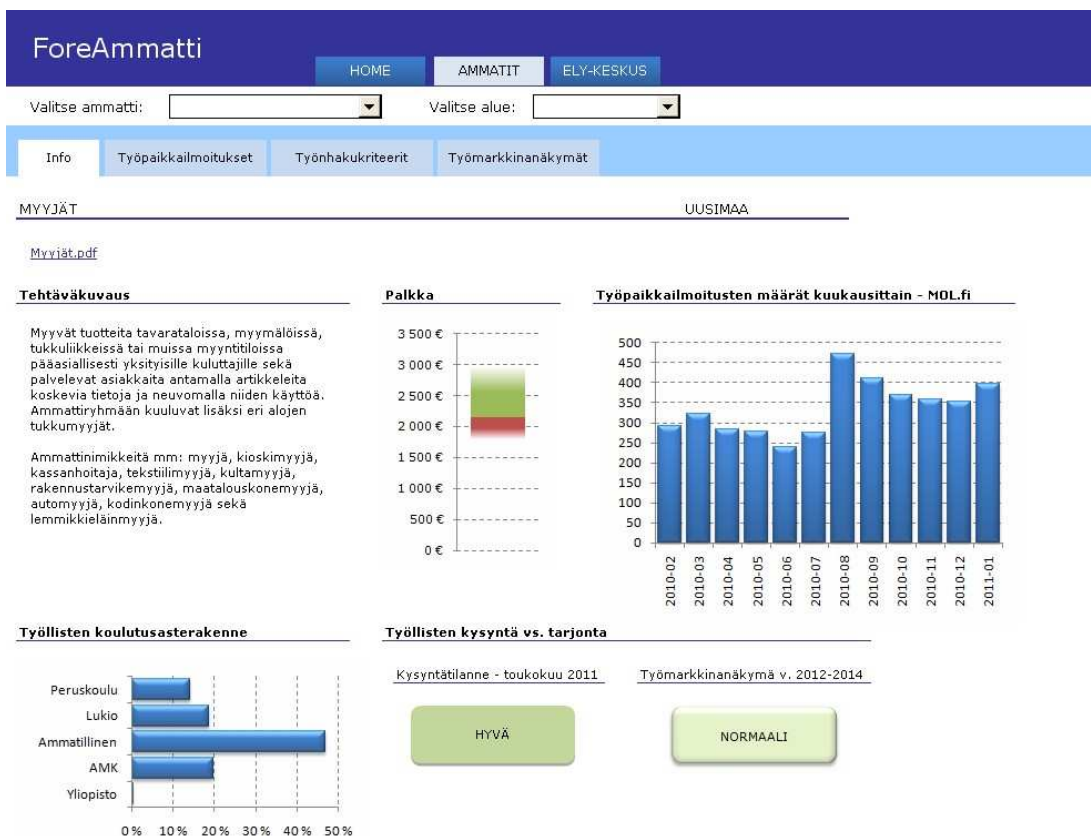 ForeAmmatti
HOME
AMMATIT
ELY-KESKUS
Valitse ammatti:
Valitse alue:
Info
Työpaikkailmoitukset
Työnhakukriteerit
Työmarkkinanäkymät
MYYJÄT
UUSIMAA
Myyjät.pdf
Tehtäväkuvaus
Myyvät tuotteita tavarataloissa, myymälöissä,
tukkuliikkeissä tai muissa myyntitiloissa
pääasiallisesti yksityisille kuluttajille sekä
palvelevat asiakkaita antamalla artikkeleita
koskevia tietoja ja neuvomalla niiden käyttöä.
Ammattiryhmään kuuluvat lisäksi eri alojen
tukkumyyjät.
Ammattinimikkeitä mm: myyjä, kioskimyyjä,
kassanhoitaja, tekstiilimyyjä, kultamyyjä,
rakennustarvikemyyjä, maatalouskonemyyjä,
automyyjä, kodinkonemyyjä sekä
lemmikkieläinmyyjä.
Palkka
3 500 €
3 000 €
2 500 €
2 000 €
1 500 €
1 000 €
500 €
0 €
Työpaikkailmoitusten määrät kuukausittain - MOL.fi
500
450
400
350
300
250
200
150
100
50
0
2010-02
2010-03
2010-04
2010-05
2010-06
2010-07
2010-08
2010-09
2010-10
2010-11
2010-12
2011-01
Työllisten koulutusasterakenne
Peruskoulu
Lukio
Ammatillinen
AMK
Yliopisto
0 % 10 % 20 % 30 % 40 % 50 %
Työllisten kysyntä vs. tarjonta
Kysyntätilanne - toukokuu 2011
HYVÄ
Työmarkkinanäkymä v. 2012-2014
NORMAALI